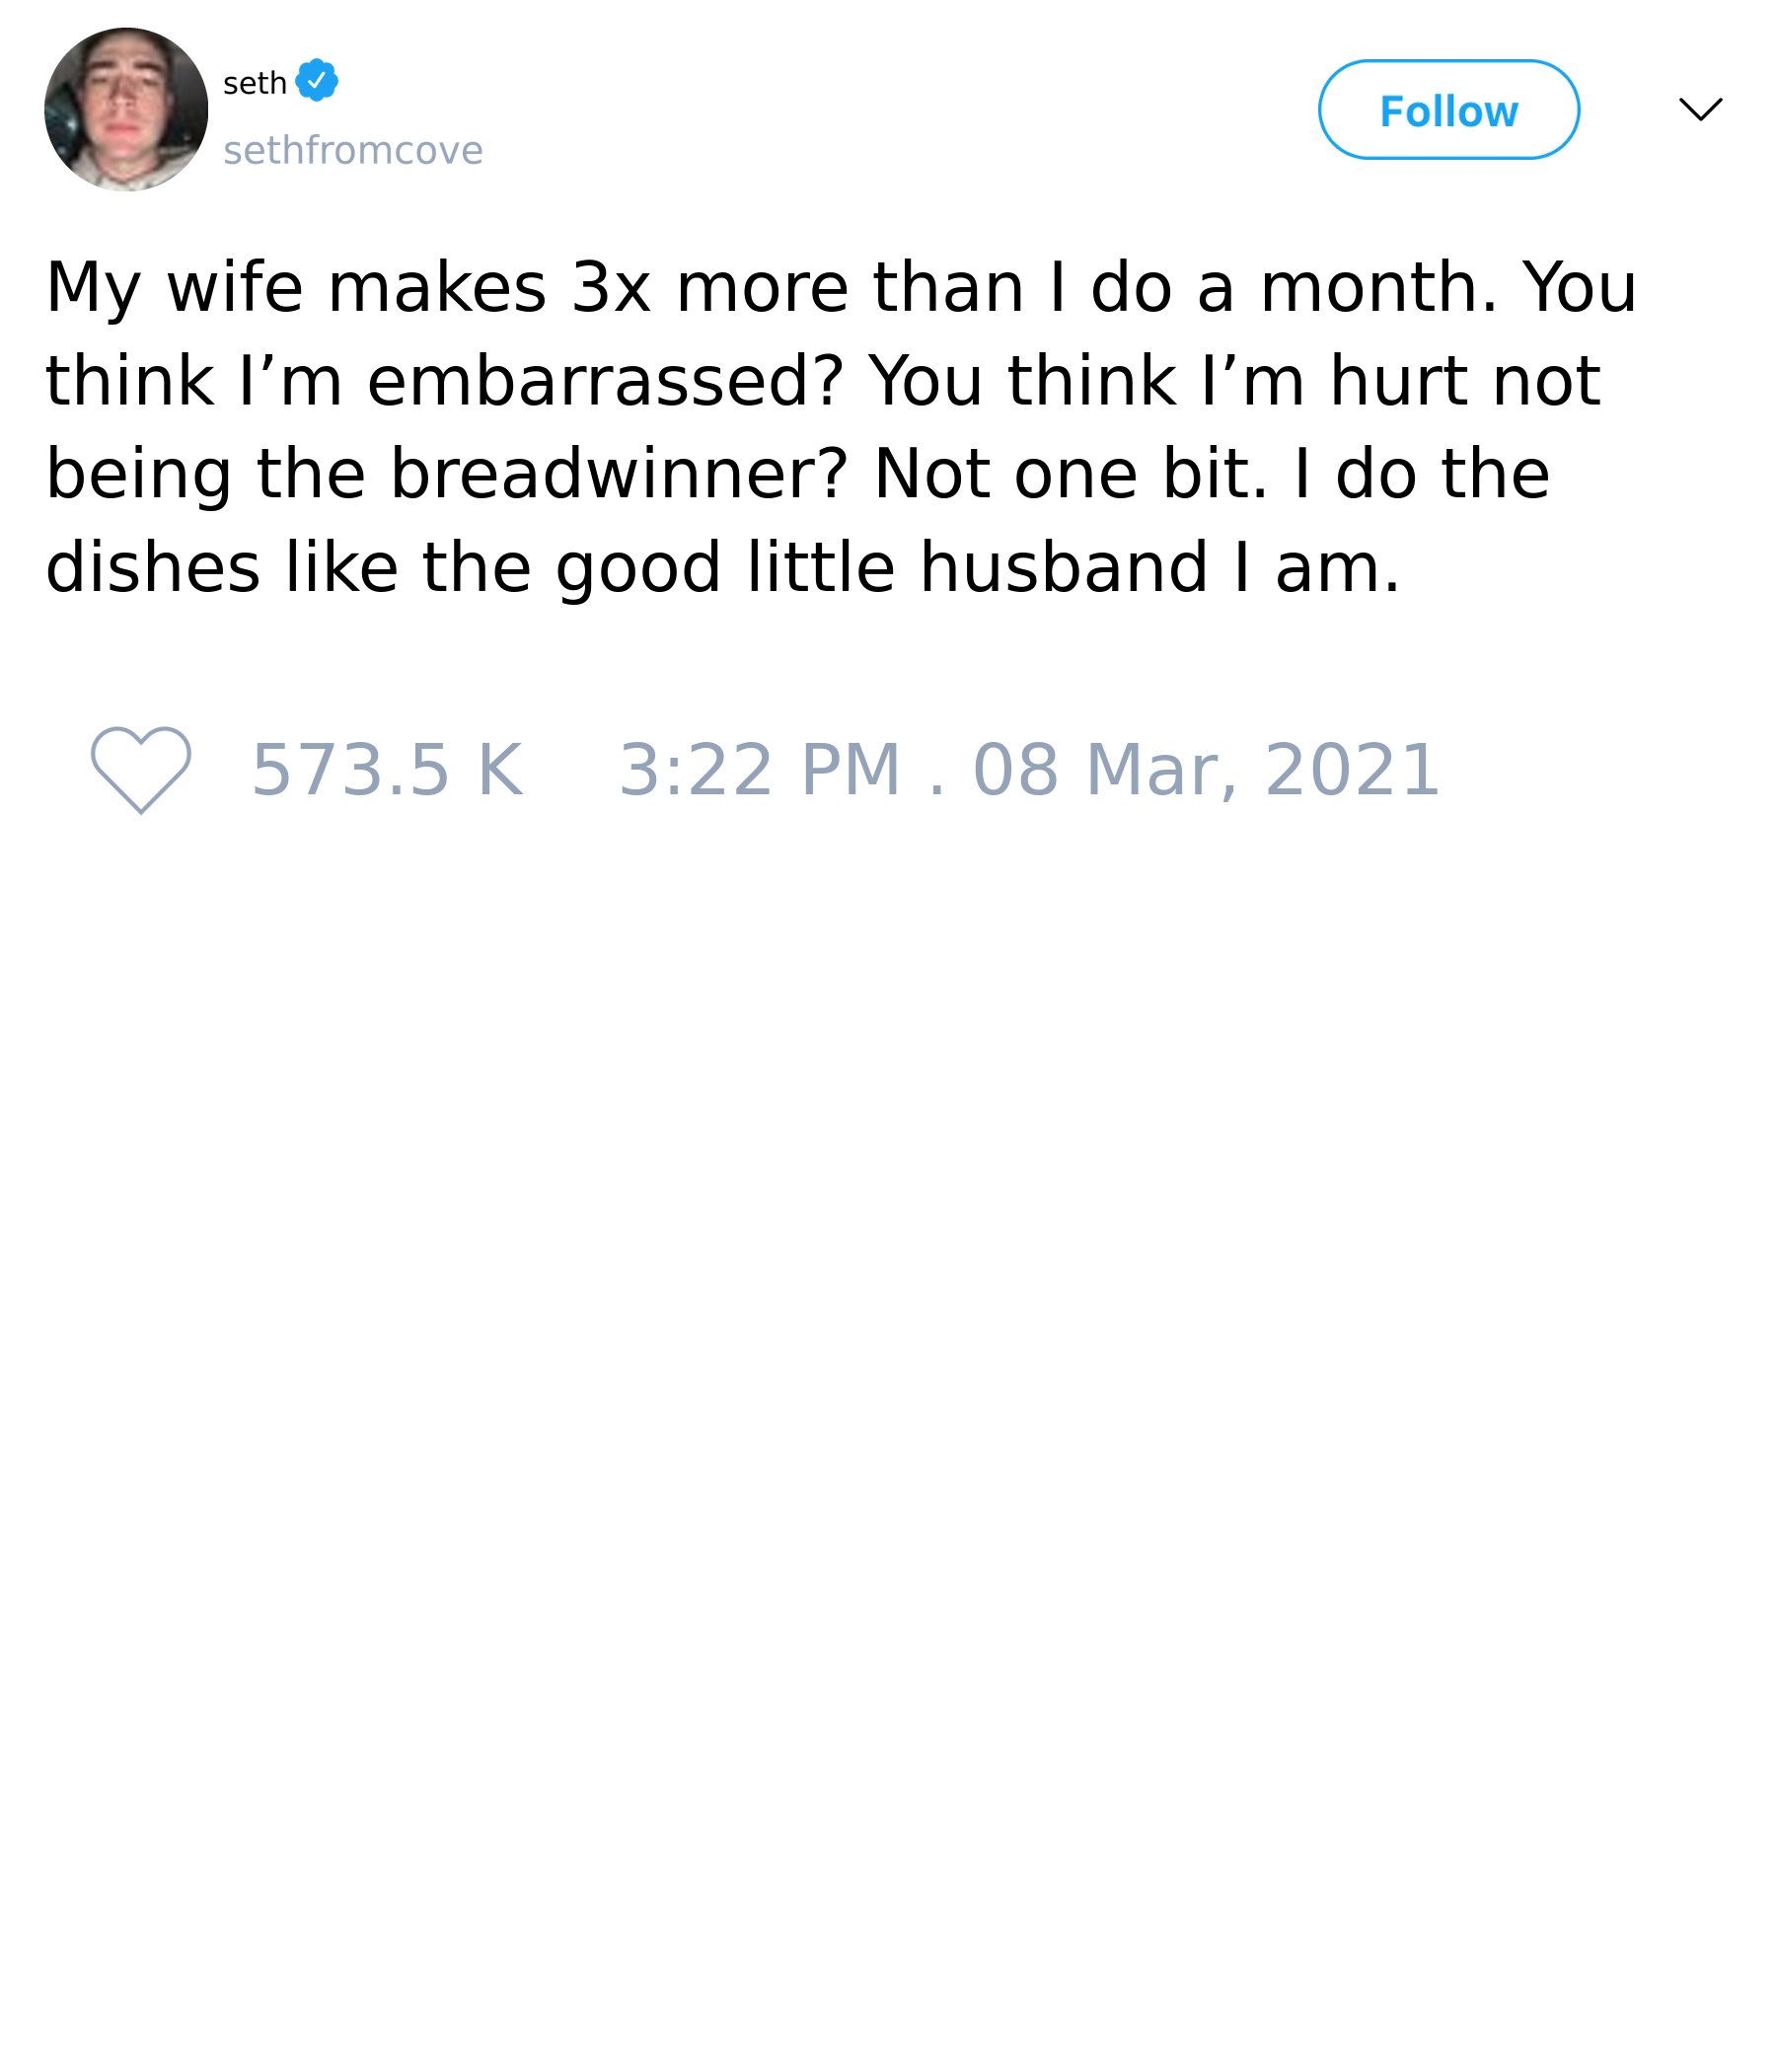 seth
sethfromcove
Follow
My wife makes 3x more than I do a month. You
think I’m embarrassed? You think I’m hurt not
being the breadwinner? Not one bit. I do the
dishes like the good little husband I am.
573.5 K 3:22 PM . 08 Mar, 2021